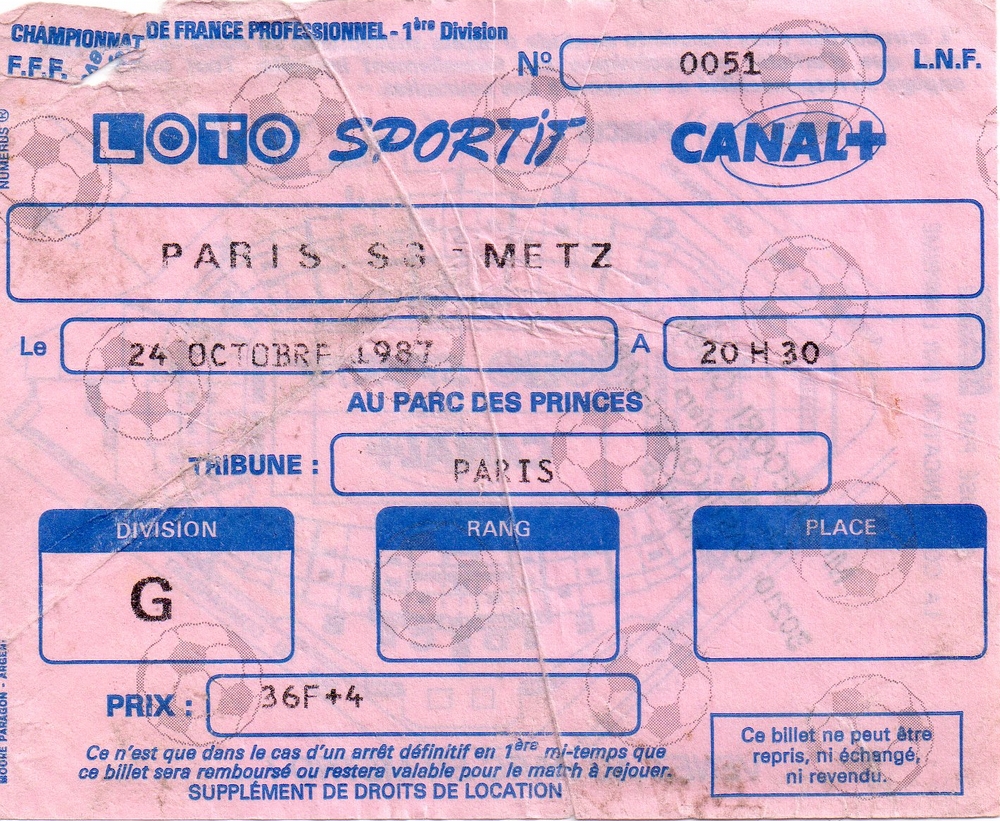 CHAMPIONNAT DE FRANCE PROFESSIONNEL - 1ère Division
F.F.F.
N° 0051
L.N.F.
NUMERUS ®
LOTO SPORTIF
CANAL+
PARIS.SG - METZ
Le 24 OCTOBRE 1987 A 20 H 30
AU PARC DES PRINCES
TRIBUNE : PARIS
DIVISION RANG PLACE
G
PRIX : 36F+4
Ce n'est que dans le cas d'un arrêt définitif en 1ère mi-temps que
ce billet sera remboursé ou restera valable pour le match à rejouer.
SUPPLÉMENT DE DROITS DE LOCATION
Ce billet ne peut être
repris, ni échangé,
ni revendu.